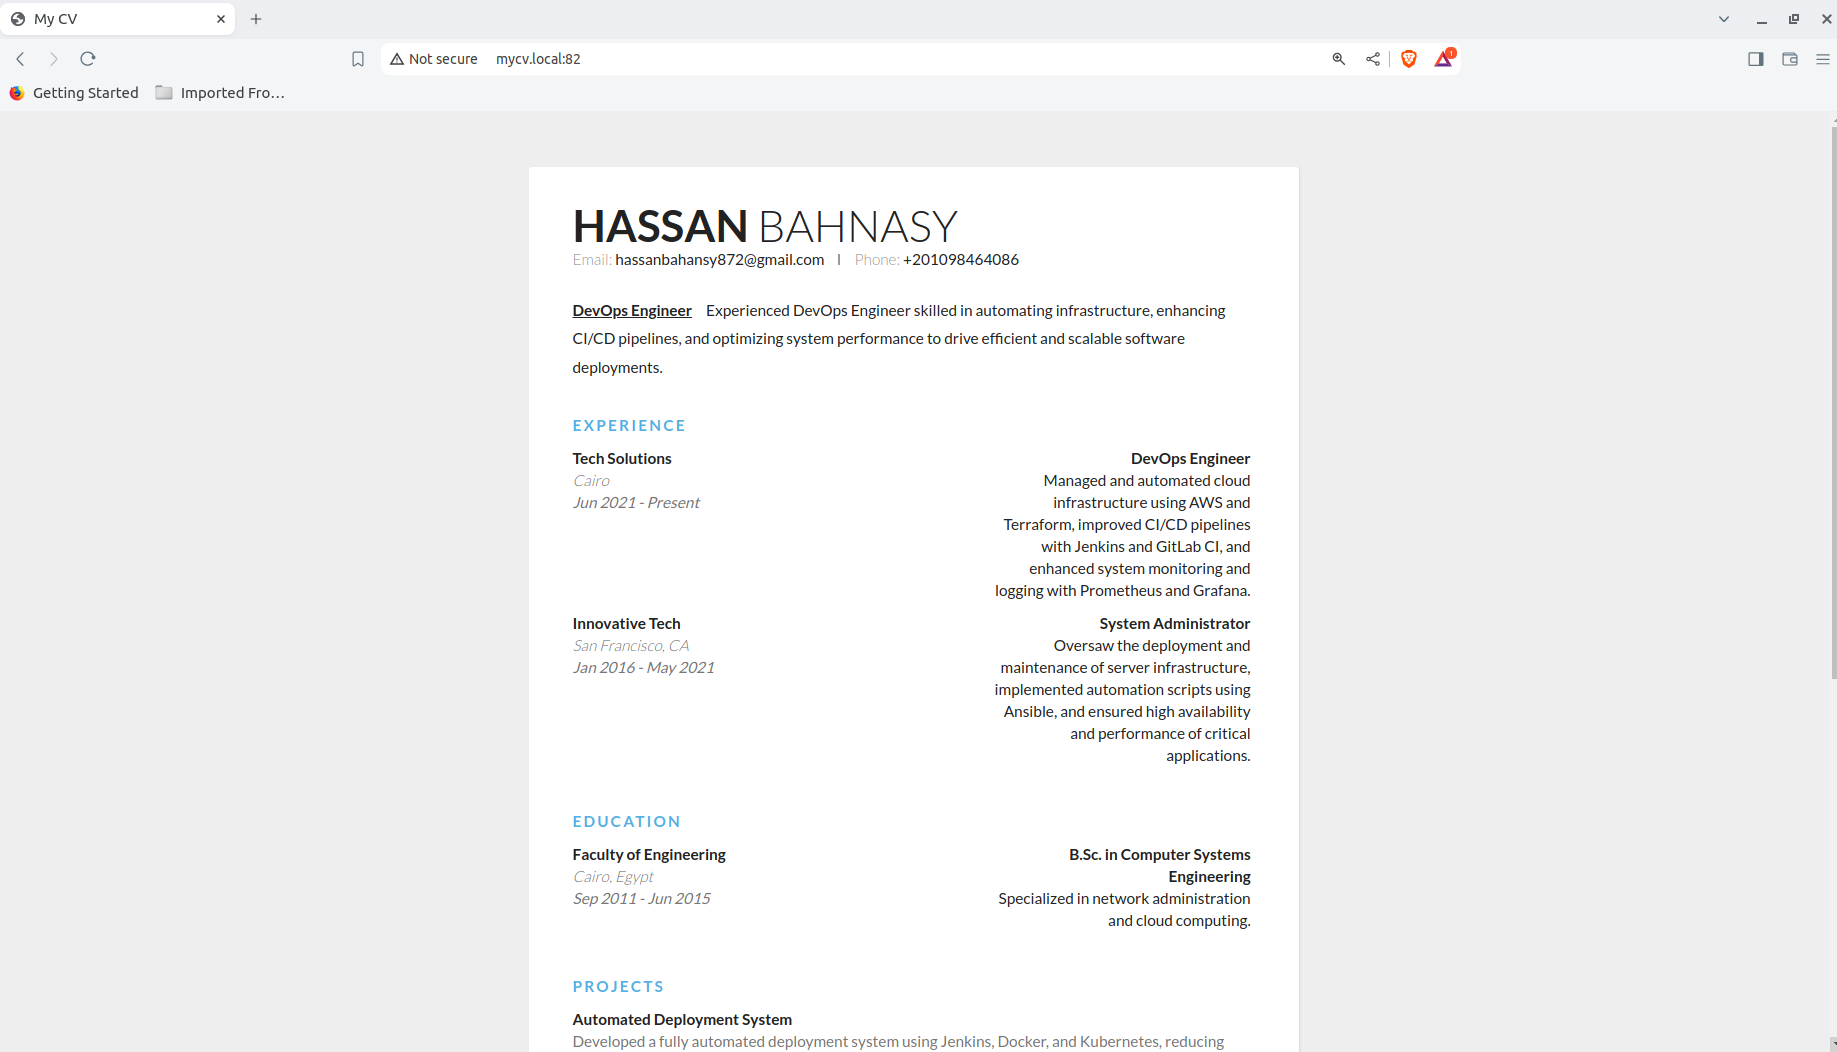 My CV
Not secure mycv.local:82
1
Getting Started Imported Fro...
HASSAN BAHNASY
Email: hassanbahansy872@gmail.com | Phone: +201098464086
DevOps Engineer Experienced DevOps Engineer skilled in automating infrastructure, enhancing
CI/CD pipelines, and optimizing system performance to drive efficient and scalable software
deployments.
EXPERIENCE
Tech Solutions
Cairo
Jun 2021 - Present
DevOps Engineer
Managed and automated cloud
infrastructure using AWS and
Terraform, improved CI/CD pipelines
with Jenkins and GitLab CI, and
enhanced system monitoring and
logging with Prometheus and Grafana.
Innovative Tech
San Francisco, CA
Jan 2016 - May 2021
System Administrator
Oversaw the deployment and
maintenance of server infrastructure,
implemented automation scripts using
Ansible, and ensured high availability
and performance of critical
applications.
EDUCATION
Faculty of Engineering
Cairo, Egypt
Sep 2011 - Jun 2015
B.Sc. in Computer Systems
Engineering
Specialized in network administration
and cloud computing.
PROJECTS
Automated Deployment System
Developed a fully automated deployment system using Jenkins, Docker, and Kubernetes, reducing